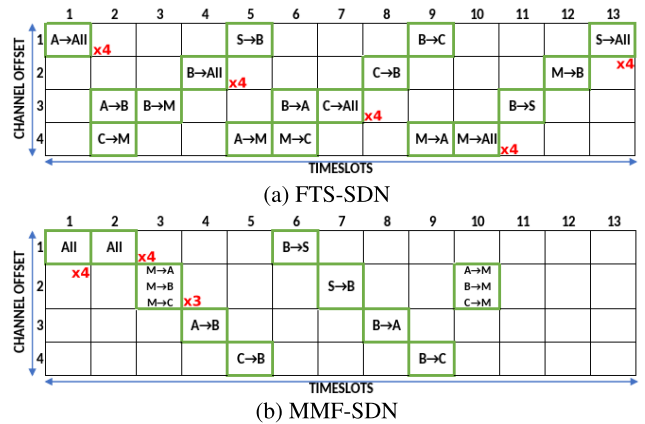 1 2 3 4 5 6 7 8 9 10 11 12 13
CHANNEL OFFSET
1 A→All x4 S→B B→C S→All x4
2 B→All x4 C→B M→B
3 A→B B→M B→A C→All x4 B→S
4 C→M A→M M→C M→A M→All x4
TIMESLOTS
(a) FTS-SDN
1 2 3 4 5 6 7 8 9 10 11 12 13
CHANNEL OFFSET
1 All x4 All x4 B→S
2 M→A M→B M→C x3 S→B A→M B→M C→M
3 A→B B→A
4 C→B B→C
TIMESLOTS
(b) MMF-SDN